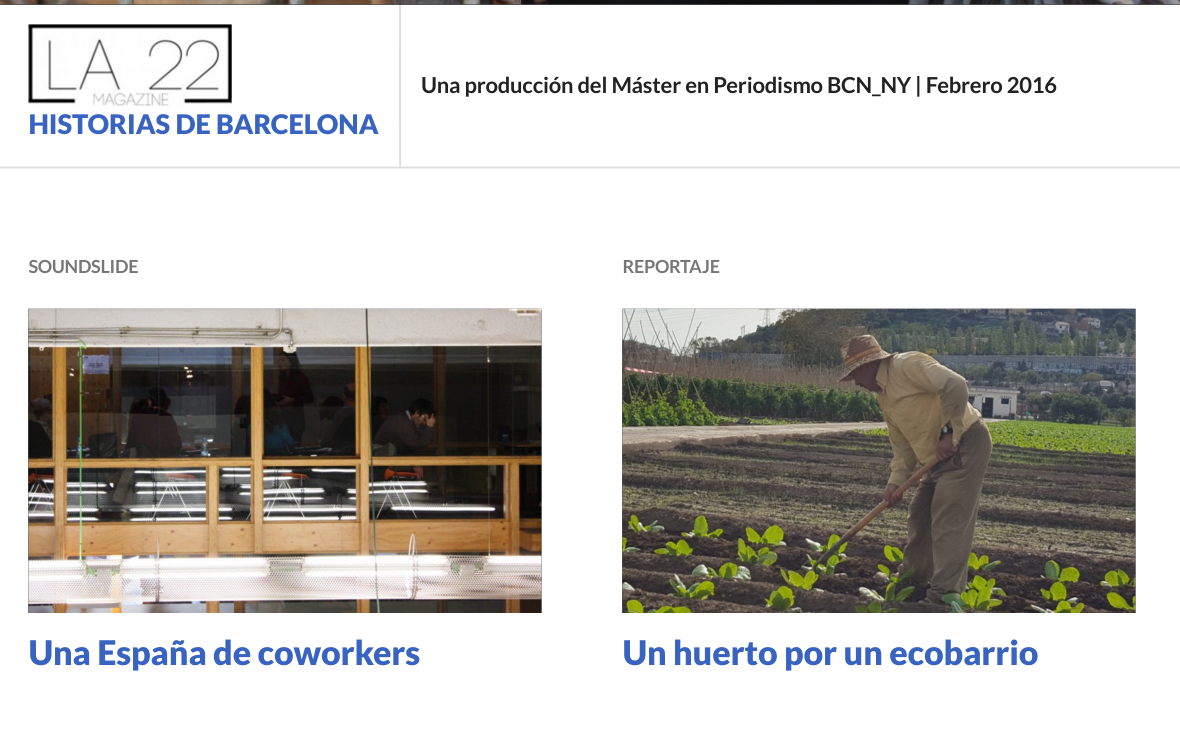 LA 22
MAGAZINE
HISTORIAS DE BARCELONA
Una producción del Máster en Periodismo BCN_NY | Febrero 2016
SOUNDSLIDE
REPORTAJE
Una España de coworkers
Un huerto por un ecobarrio